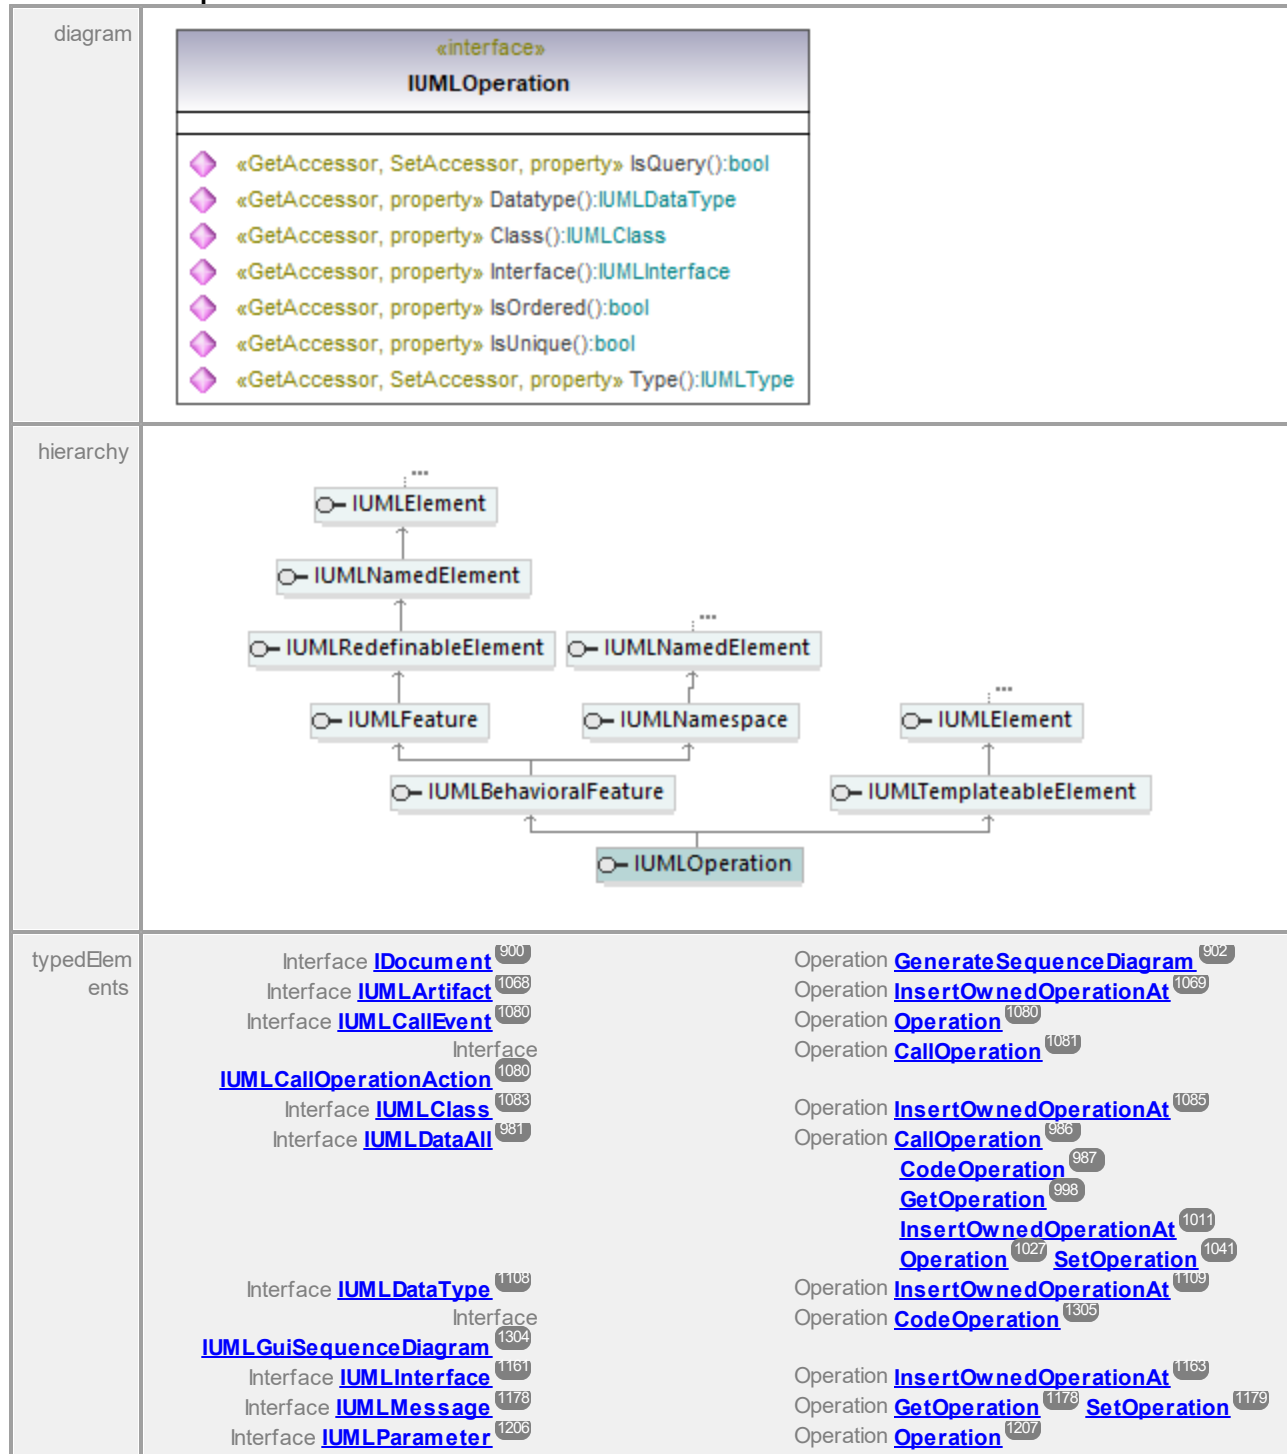 diagram
«interface»
IUMLOperation
«GetAccessor, SetAccessor, property» IsQuery():bool
«GetAccessor, property» Datatype():IUMLDataType
«GetAccessor, property» Class():IUMLClass
«GetAccessor, property» Interface():IUMLInterface
«GetAccessor, property» IsOrdered():bool
«GetAccessor, property» IsUnique():bool
«GetAccessor, SetAccessor, property» Type():IUMLType
hierarchy
...
IUMLElement
IUMLNamedElement
...
IUMLRedefinableElement IUMLNamedElement
...
IUMLFeature IUMLNamespace IUMLElement
IUMLBehavioralFeature IUMLTemplateableElement
IUMLOperation
typedElem
ents
Interface IDocument 900 Operation GenerateSequenceDiagram 902
Interface IUMLArtifact 1068 Operation InsertOwnedOperationAt 1069
Interface IUMLCallEvent 1080 Operation Operation 1080
Interface Operation CallOperation 1081
IUMLCallOperationAction 1080
Interface IUMLClass 1083 Operation InsertOwnedOperationAt 1085
Interface IUMLDataAll 981 Operation CallOperation 986
CodeOperation 987
GetOperation 998
InsertOwnedOperationAt 1011
Operation 1027 SetOperation 1041
Interface IUMLDataType 1108 Operation InsertOwnedOperationAt 1109
Interface Operation CodeOperation 1305
IUMLGuiSequenceDiagram 1304
Interface IUMLInterface 1161 Operation InsertOwnedOperationAt 1163
Interface IUMLMessage 1178 Operation GetOperation 1178 SetOperation 1179
Interface IUMLParameter 1206 Operation Operation 1207